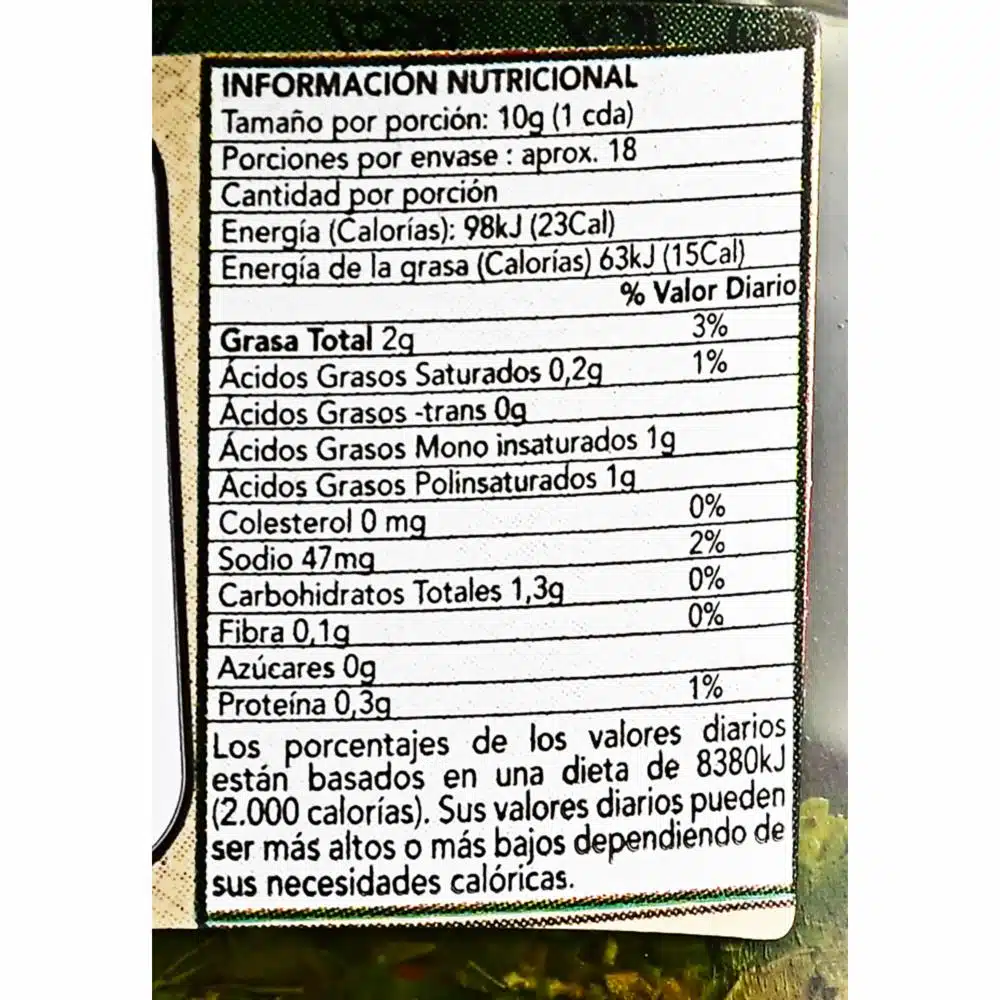 INFORMACIÓN NUTRICIONAL
Tamaño por porción: 10g (1 cda)
Porciones por envase : aprox. 18
Cantidad por porción
Energía (Calorías): 98kJ (23Cal)
Energía de la grasa (Calorías) 63kJ (15Cal)
% Valor Diario
Grasa Total 2g 3%
Ácidos Grasos Saturados 0,2g 1%
Ácidos Grasos -trans 0g
Ácidos Grasos Mono insaturados 1g
Ácidos Grasos Polinsaturados 1g
Colesterol 0 mg 0%
Sodio 47mg 2%
Carbohidratos Totales 1,3g 0%
Fibra 0,1g 0%
Azúcares 0g
Proteína 0,3g 1%
Los porcentajes de los valores diarios
están basados en una dieta de 8380kJ
(2.000 calorías). Sus valores diarios pueden
ser más altos o más bajos dependiendo de
sus necesidades calóricas.